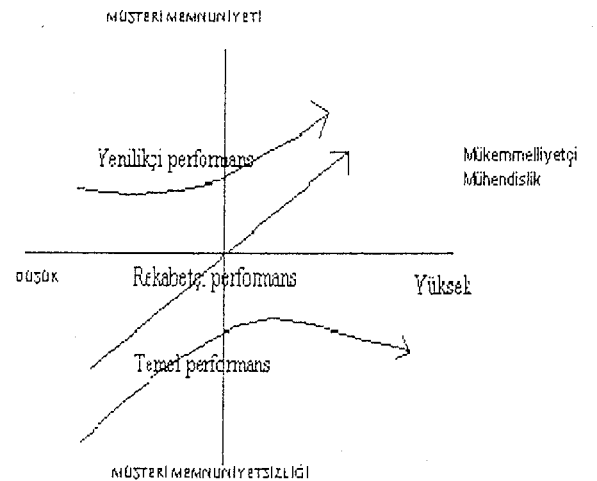 MÜŞTERİ MEMNUNİYETİ
Yenilikçi performans
Mükemmelliyetçi
Mühendislik
DÜŞÜK
Rekabetçi performans
Yüksek
Temel performans
MÜŞTERİ MEMNUNİYETSİZLİĞİ